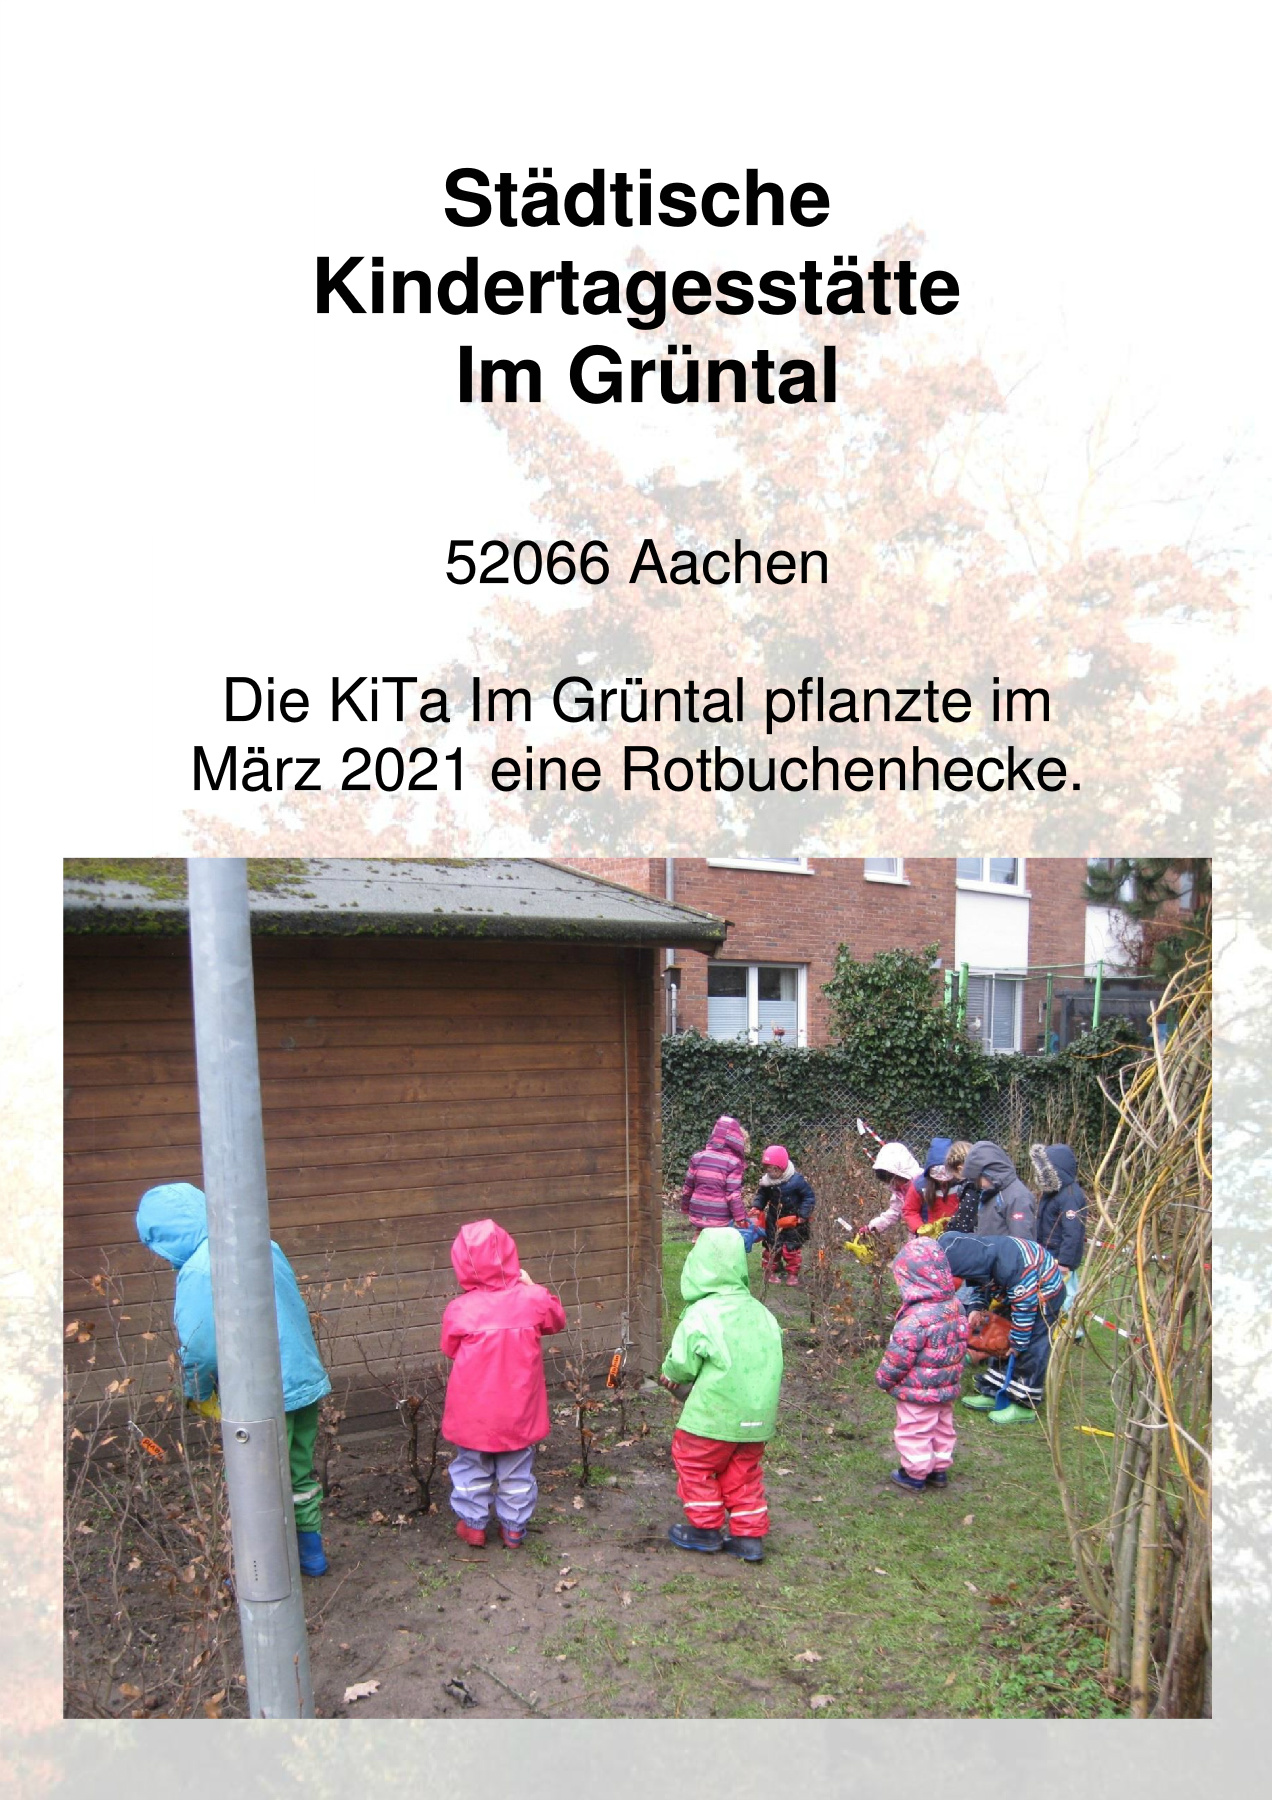 Städtische
Kindertagesstätte
Im Grüntal
52066 Aachen
Die KiTa Im Grüntal pflanzte im
März 2021 eine Rotbuchenhecke.